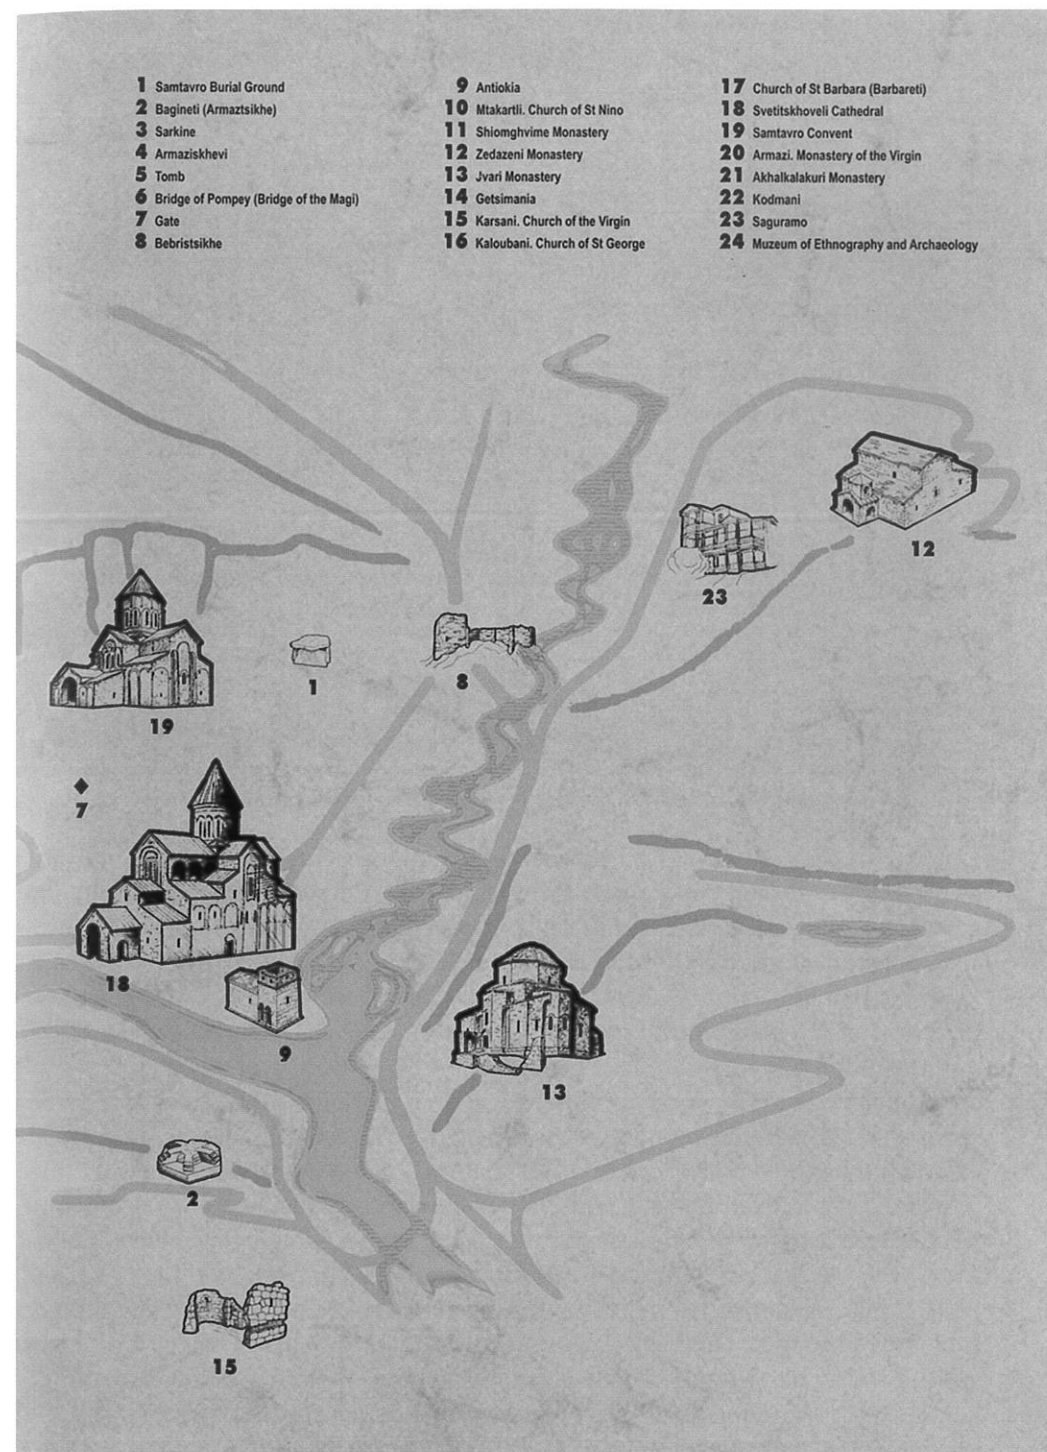 1 Samtavro Burial Ground
2 Bagineti (Armaztsikhe)
3 Sarkine
4 Armaziskhevi
5 Tomb
6 Bridge of Pompey (Bridge of the Magi)
7 Gate
8 Bebristsikhe
9 Antiokia
10 Mtakartli. Church of St Nino
11 Shiomghvime Monastery
12 Zedazeni Monastery
13 Jvari Monastery
14 Getsimania
15 Karsani. Church of the Virgin
16 Kaloubani. Church of St George
17 Church of St Barbara (Barbareti)
18 Svetitskhoveli Cathedral
19 Samtavro Convent
20 Armazi. Monastery of the Virgin
21 Akhalkalakuri Monastery
22 Kodmani
23 Saguramo
24 Muzeum of Ethnography and Archaeology
12
23
1
8
19
7
18
9
13
2
15